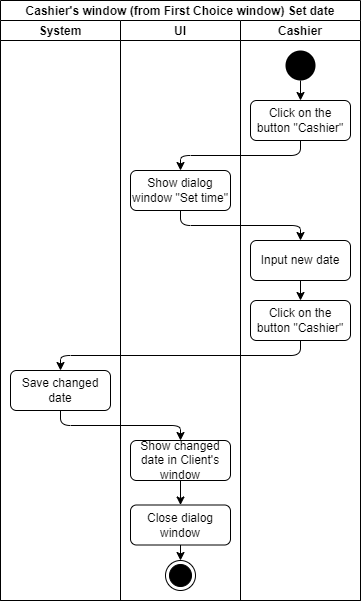 Cashier's window (from First Choice window) Set date
System
UI
Cashier
Click on the
button "Cashier"
Show dialog
window "Set time"
Input new date
Click on the
button "Cashier"
Save changed
date
Show changed
date in Client's
window
Close dialog
window